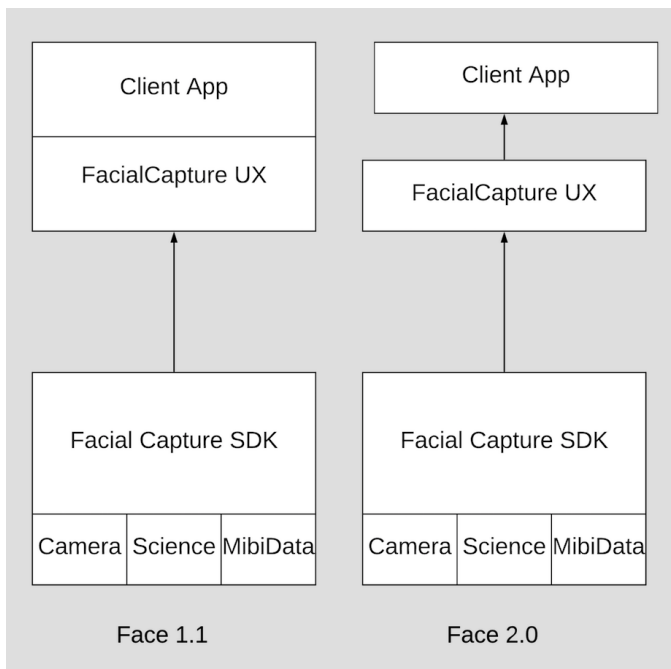 Client App
FacialCapture UX
Facial Capture SDK
Camera Science MibiData
Face 1.1
Client App
FacialCapture UX
Facial Capture SDK
Camera Science MibiData
Face 2.0